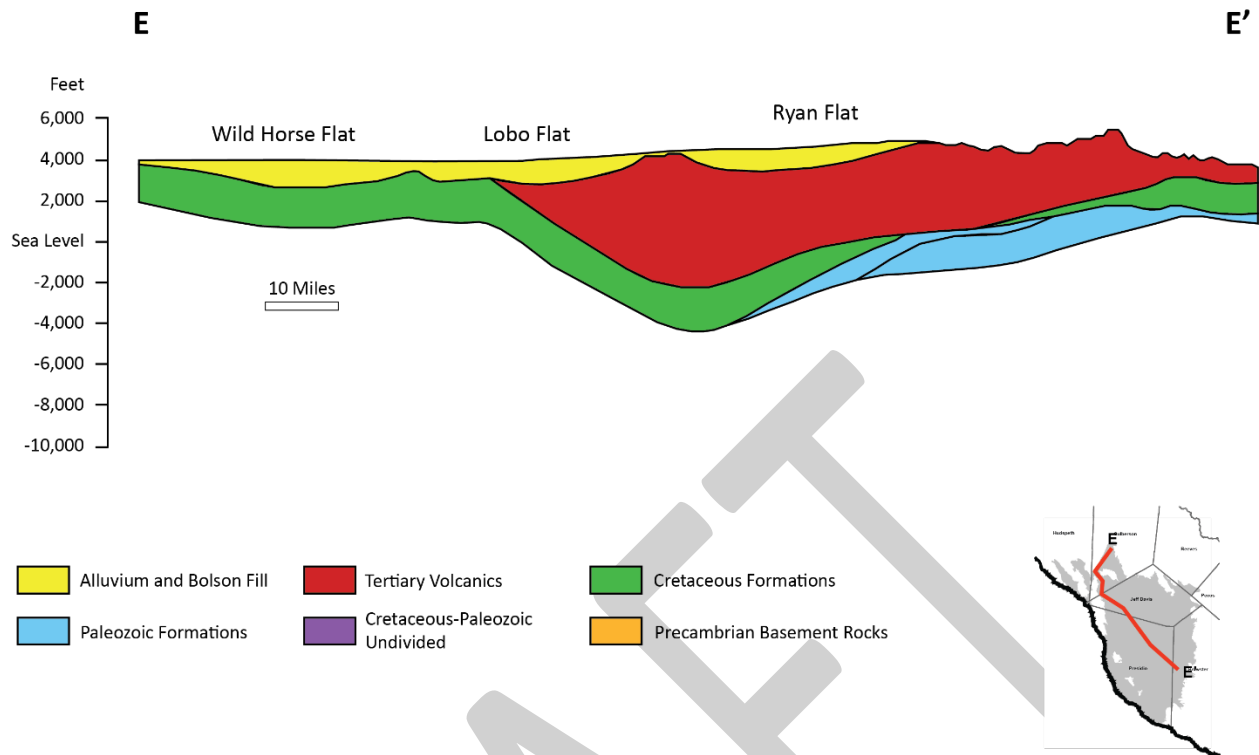 E E’
Feet
6,000
4,000
2,000
Sea Level
-2,000
-4,000
-6,000
-8,000
-10,000
Wild Horse Flat
Lobo Flat
Ryan Flat
10 Miles
Alluvium and Bolson Fill
Tertiary Volcanics
Cretaceous Formations
Paleozoic Formations
Cretaceous-Paleozoic
Undivided
Precambrian Basement Rocks
E
Jeff Davis
Presidio
E